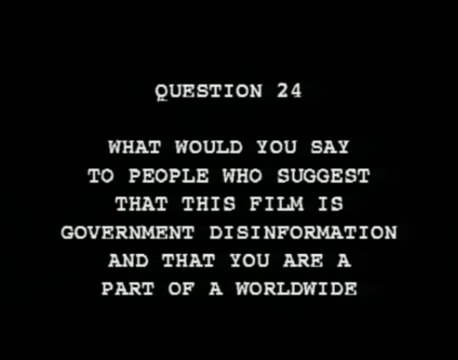 QUESTION 24
WHAT WOULD YOU SAY
TO PEOPLE WHO SUGGEST
THAT THIS FILM IS
GOVERNMENT DISINFORMATION
AND THAT YOU ARE A
PART OF A WORLDWIDE